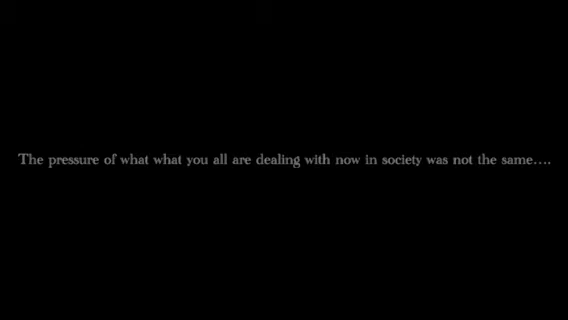 The pressure of what what you all are dealing with now in society was not the same....